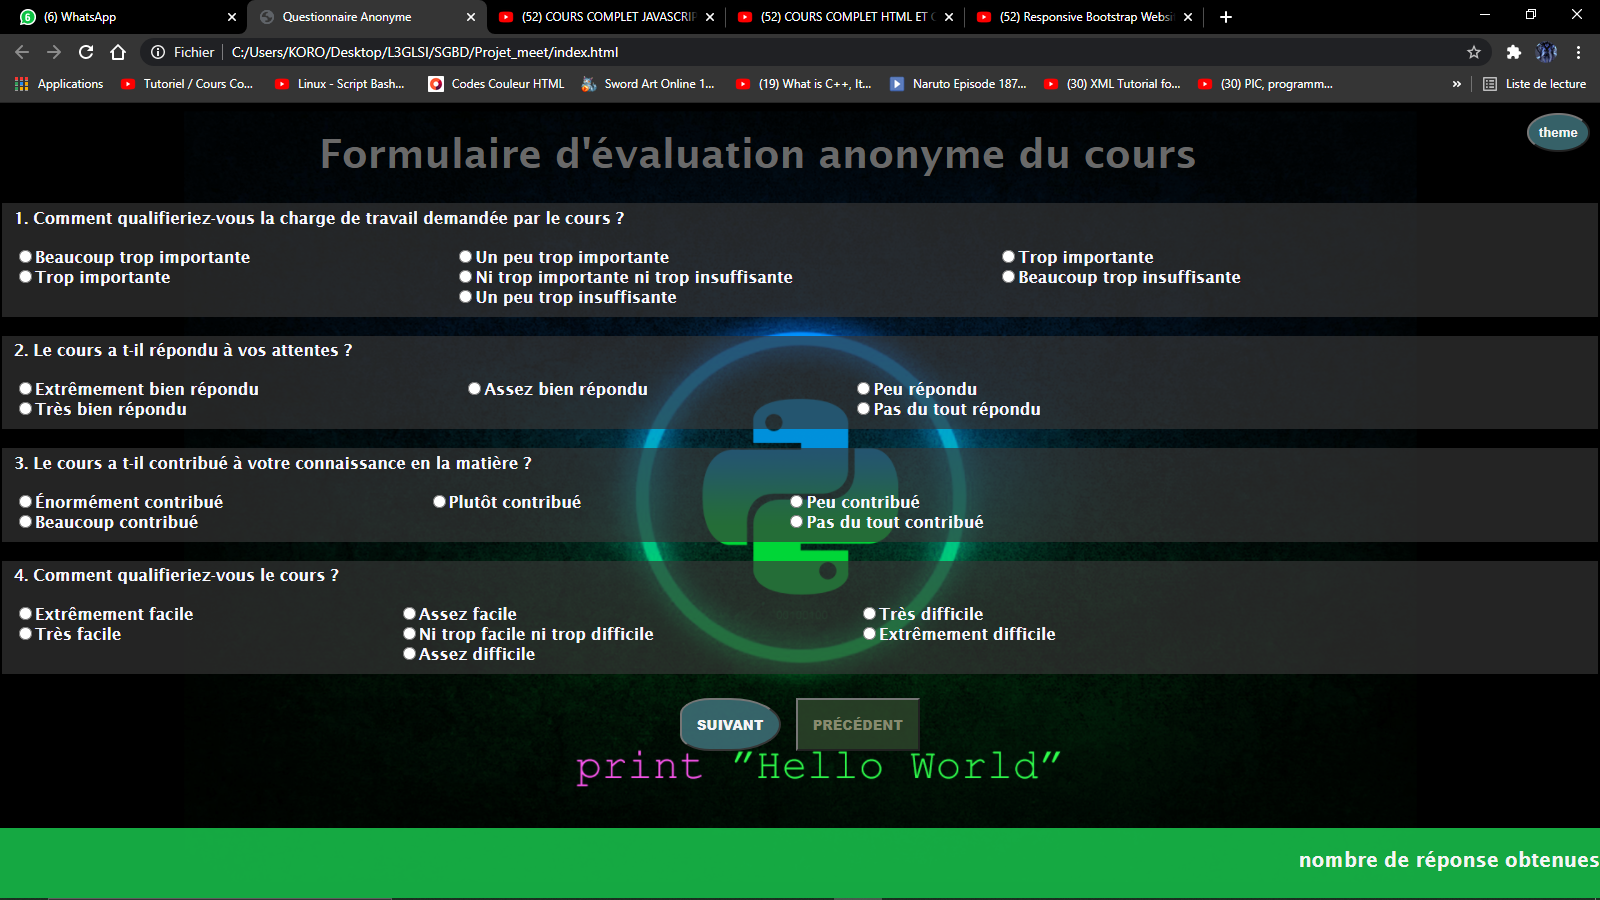 (6) WhatsApp
Questionnaire Anonyme
(52) COURS COMPLET JAVASCRIP
(52) COURS COMPLET HTML ET
(52) Responsive Bootstrap Websi
Fichier
C:/Users/KORO/Desktop/L3GLSI/SGBD/Projet_meet/index.html
Applications
Tutoriel / Cours Co...
Linux - Script Bash...
Codes Couleur HTML
Sword Art Online 1...
(19) What is C++, It...
Naruto Episode 187...
(30) XML Tutorial fo...
(30) PIC, programm...
»
Liste de lecture
theme
Formulaire d'évaluation anonyme du cours
1. Comment qualifieriez-vous la charge de travail demandée par le cours ?
Beaucoup trop importante
Un peu trop importante
Trop importante
Trop importante
Ni trop importante ni trop insuffisante
Beaucoup trop insuffisante
Un peu trop insuffisante
2. Le cours a t-il répondu à vos attentes ?
Extrêmement bien répondu
Assez bien répondu
Peu répondu
Très bien répondu
Pas du tout répondu
3. Le cours a t-il contribué à votre connaissance en la matière ?
Énormément contribué
Plutôt contribué
Peu contribué
Beaucoup contribué
Pas du tout contribué
4. Comment qualifieriez-vous le cours ?
Extrêmement facile
Assez facile
Très difficile
Très facile
Ni trop facile ni trop difficile
Extrêmement difficile
Assez difficile
SUIVANT
PRÉCÉDENT
print ”Hello World”
nombre de réponse obtenues